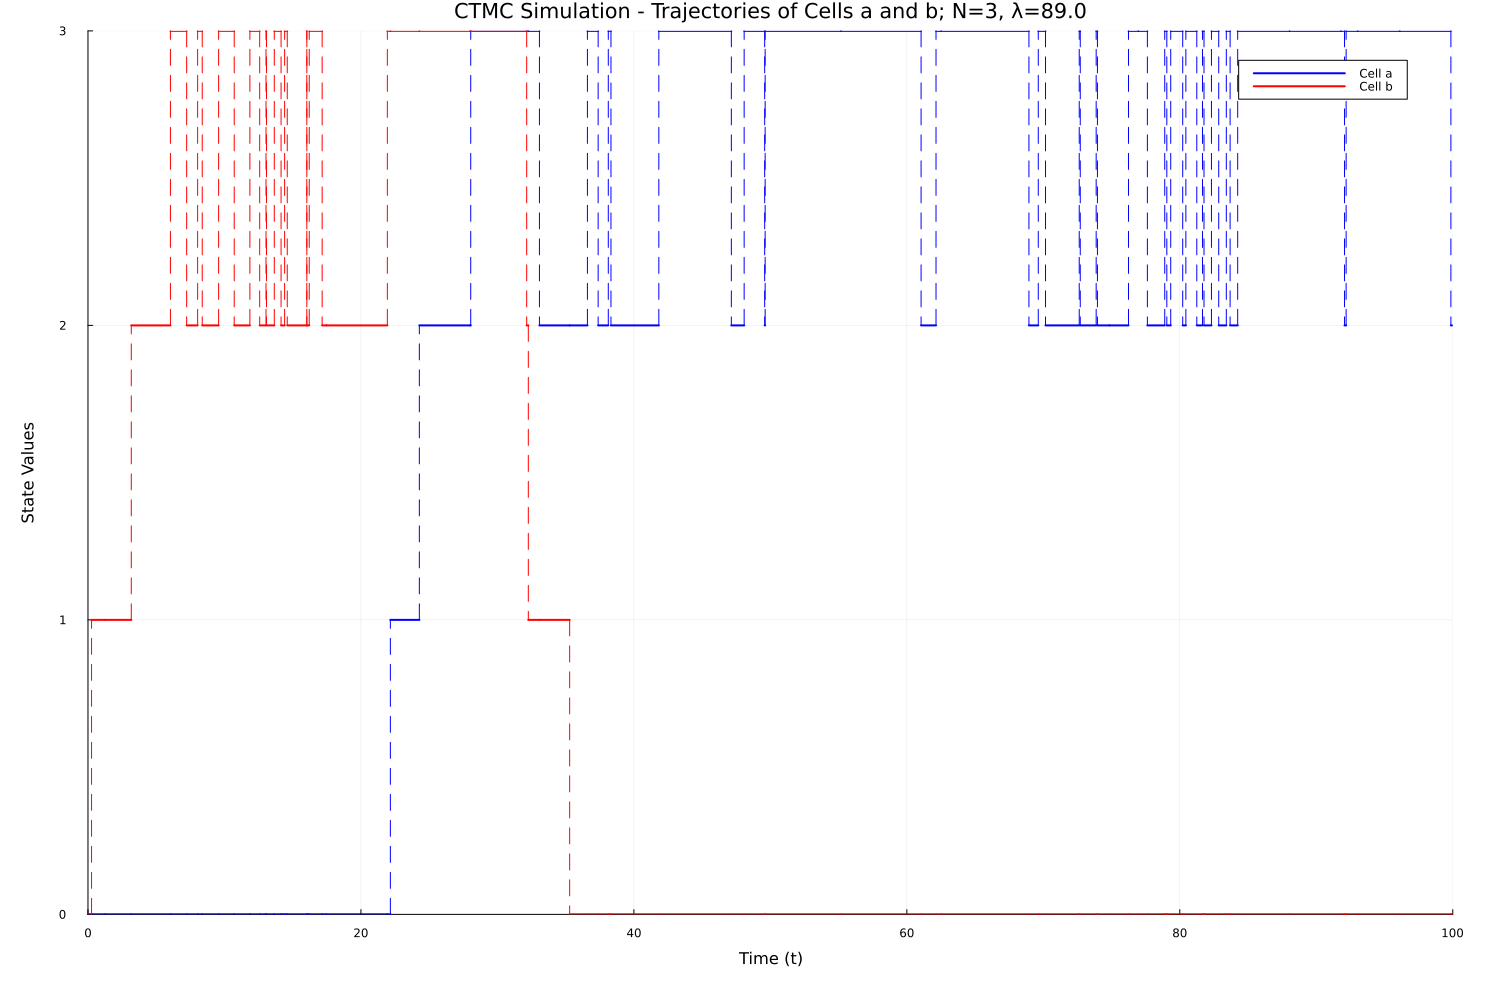 CTMC Simulation - Trajectories of Cells a and b; N=3, λ=89.0
3
Cell a
Cell b
2
State Values
1
0
0 20 40 60 80 100
Time (t)